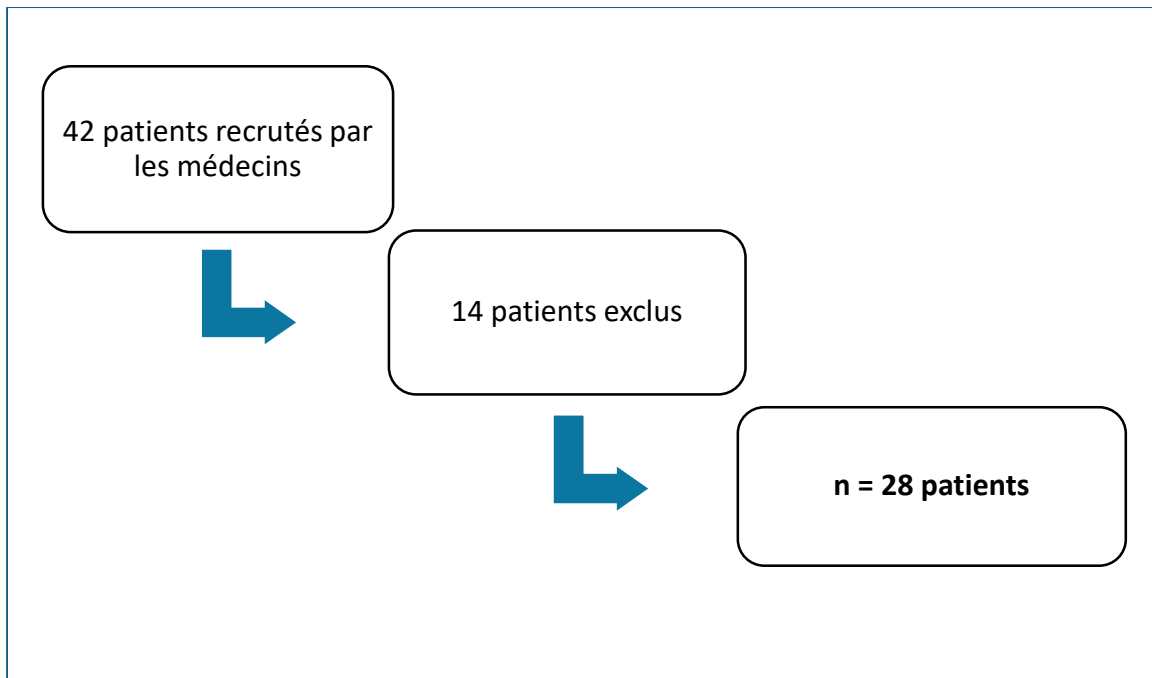 42 patients recrutés par
les médecins
14 patients exclus
n = 28 patients